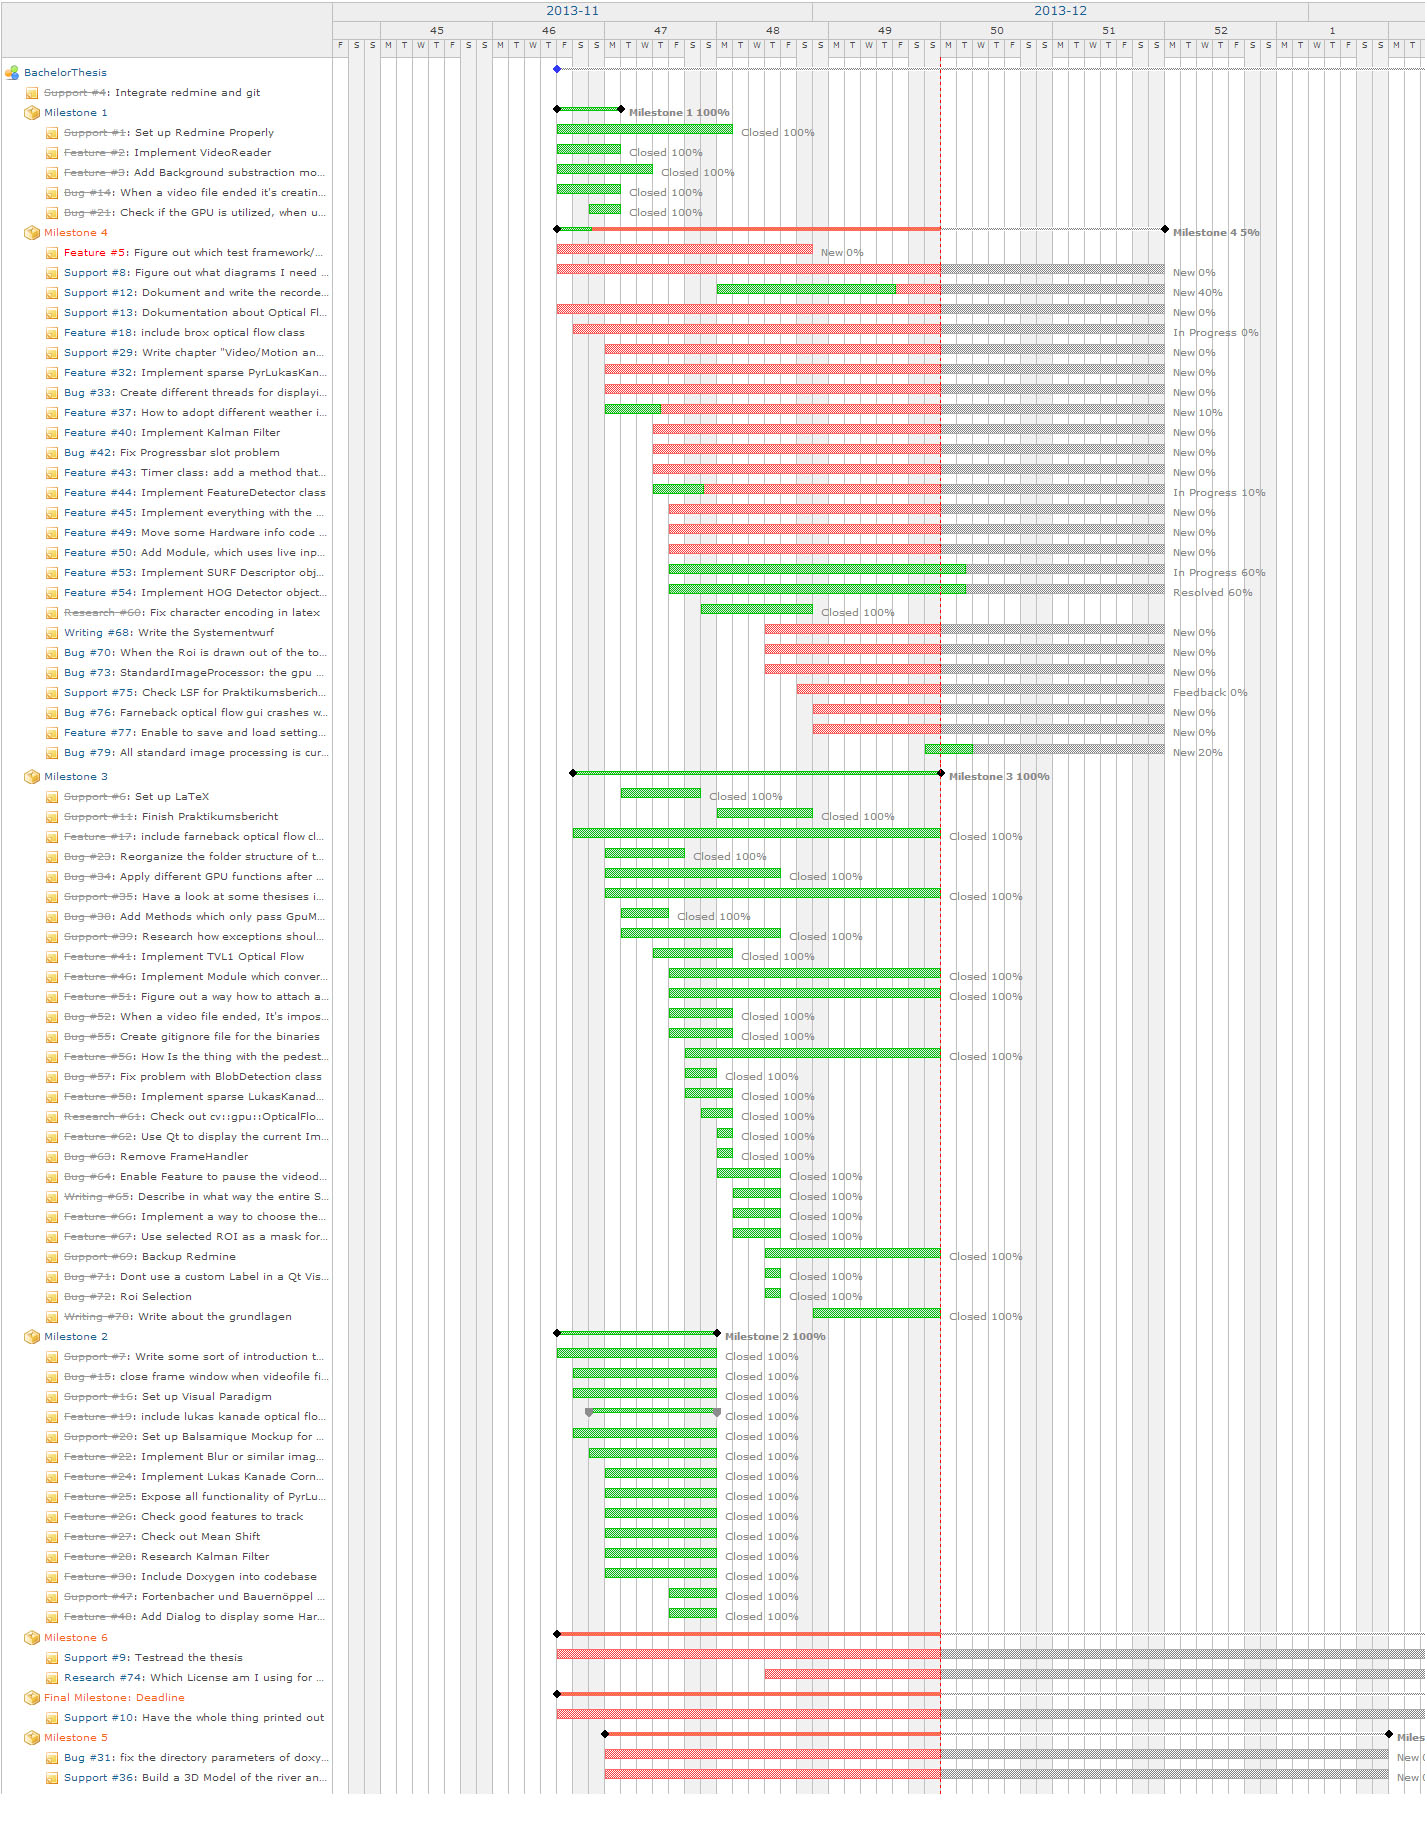 2013-11 2013-12
45 46 47 48 49 50 51 52 1
F S S M T W T F S S M T W T F S S M T W T F S S M T W T F S S M T W T F S S M T W T F S S M T W T F S S M T W T F S S M T W T F S S M T
BachelorThesis
Support #4: Integrate redmine and git
Milestone 1 Milestone 1 100%
Support #1: Set up Redmine Properly Closed 100%
Feature #2: Implement VideoReader Closed 100%
Feature #3: Add Background substraction mo... Closed 100%
Bug #14: When a video file ended it's creatin... Closed 100%
Bug #21: Check if the GPU is utilized, when u... Closed 100%
Milestone 4 Milestone 4 5%
Feature #5: Figure out which test framework/... New 0%
Support #8: Figure out what diagrams I need ... New 0%
Support #12: Dokument and write the recorde... New 40%
Support #13: Dokumentation about Optical Fl... New 0%
Feature #18: include brox optical flow class In Progress 0%
Support #29: Write chapter "Video/Motion an... New 0%
Feature #32: Implement sparse PyrLukasKan... New 0%
Bug #33: Create different threads for displayi... New 0%
Feature #37: How to adopt different weather i... New 10%
Feature #40: Implement Kalman Filter New 0%
Bug #42: Fix Progressbar slot problem New 0%
Feature #43: Timer class: add a method that... New 0%
Feature #44: Implement FeatureDetector class In Progress 10%
Feature #45: Implement everything with the ... New 0%
Feature #49: Move some Hardware info code ... New 0%
Feature #50: Add Module, which uses live inp... New 0%
Feature #53: Implement SURF Descriptor obj... In Progress 60%
Feature #54: Implement HOG Detector object... Resolved 60%
Research #60: Fix character encoding in latex Closed 100%
Writing #68: Write the Systementwurf New 0%
Bug #70: When the Roi is drawn out of the to... New 0%
Bug #73: StandardImageProcessor: the gpu ... New 0%
Support #75: Check LSF for Praktikumsberich... Feedback 0%
Bug #76: Farneback optical flow gui crashes w... New 0%
Feature #77: Enable to save and load setting... New 0%
Bug #79: All standard image processing is cur... New 20%
Milestone 3 Milestone 3 100%
Support #6: Set up LaTeX Closed 100%
Support #11: Finish Praktikumsbericht Closed 100%
Feature #17: include farneback optical flow cl... Closed 100%
Bug #23: Reorganize the folder structure of t... Closed 100%
Bug #34: Apply different GPU functions after ... Closed 100%
Support #35: Have a look at some thesises i... Closed 100%
Bug #38: Add Methods which only pass GpuM... Closed 100%
Support #39: Research how exceptions shoul... Closed 100%
Feature #41: Implement TVL1 Optical Flow Closed 100%
Feature #46: Implement Module which conver... Closed 100%
Feature #51: Figure out a way how to attach a... Closed 100%
Bug #52: When a video file ended, It's impos... Closed 100%
Bug #55: Create gitignore file for the binaries Closed 100%
Feature #56: How Is the thing with the pedest... Closed 100%
Bug #57: Fix problem with BlobDetection class Closed 100%
Feature #58: Implement sparse LukasKanad... Closed 100%
Research #61: Check out cv::gpu::OpticalFlo... Closed 100%
Feature #62: Use Qt to display the current Im... Closed 100%
Bug #63: Remove FrameHandler Closed 100%
Bug #64: Enable Feature to pause the videod... Closed 100%
Writing #65: Describe in what way the entire S... Closed 100%
Feature #66: Implement a way to choose the... Closed 100%
Feature #67: Use selected ROI as a mask for... Closed 100%
Support #69: Backup Redmine Closed 100%
Bug #71: Dont use a custom Label in a Qt Vis... Closed 100%
Bug #72: Roi Selection Closed 100%
Writing #78: Write about the grundlagen Closed 100%
Milestone 2 Milestone 2 100%
Support #7: Write some sort of introduction t... Closed 100%
Bug #15: close frame window when videofile fi... Closed 100%
Support #16: Set up Visual Paradigm Closed 100%
Feature #19: include lukas kanade optical flo... Closed 100%
Support #20: Set up Balsamique Mockup for ... Closed 100%
Feature #22: Implement Blur or similar imag... Closed 100%
Feature #24: Implement Lukas Kanade Corn... Closed 100%
Feature #25: Expose all functionality of PyrLu... Closed 100%
Feature #26: Check good features to track Closed 100%
Feature #27: Check out Mean Shift Closed 100%
Feature #28: Research Kalman Filter Closed 100%
Feature #30: Include Doxygen into codebase Closed 100%
Support #47: Fortenbacher und Bauernöppel ... Closed 100%
Feature #48: Add Dialog to display some Har... Closed 100%
Milestone 6
Support #9: Testread the thesis
Research #74: Which License am I using for ...
Final Milestone: Deadline
Support #10: Have the whole thing printed out
Milestone 5 Miles
Bug #31: fix the directory parameters of doxy... New
Support #36: Build a 3D Model of the river an... New